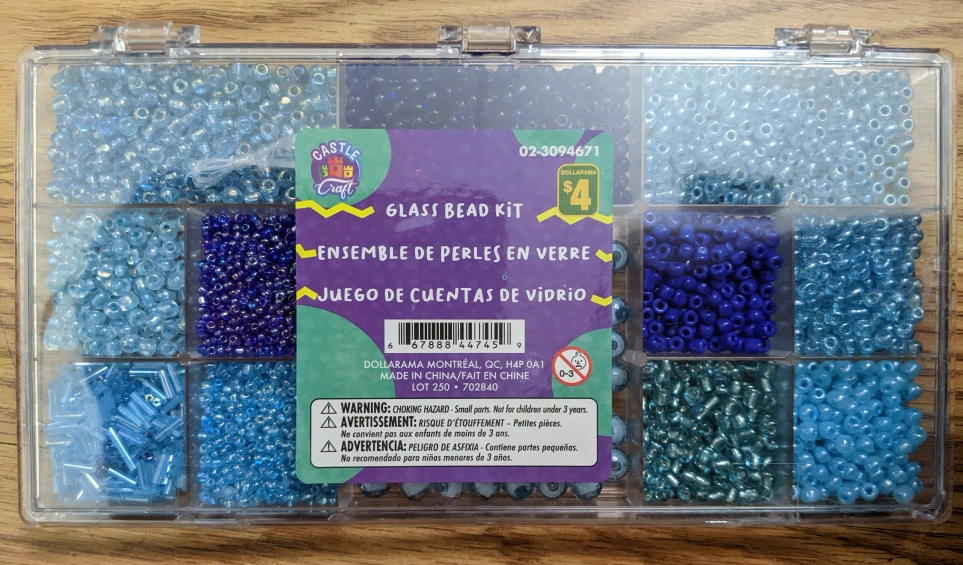 CASTLE
Craft
02-3094671
DOLLARAMA
$4
GLASS BEAD KiT
ENSEMBLE DE PERLES EN VERRE
JUEGO DE CUENTAS DE ViDRiO
6 67888 44745 9
DOLLARAMA MONTRÉAL, QC, H4P 0A1
MADE IN CHINA/FAIT EN CHINE
LOT 250 • 702840
0-3
WARNING: CHOKING HAZARD - Small parts. Not for children under 3 years.
AVERTISSEMENT: RISQUE D'ÉTOUFFEMENT – Petites pièces.
Ne convient pas aux enfants de moins de 3 ans.
ADVERTENCIA: PELIGRO DE ASFIXIA - Contiene partes pequeñas.
No recomendado para niños menores de 3 años.